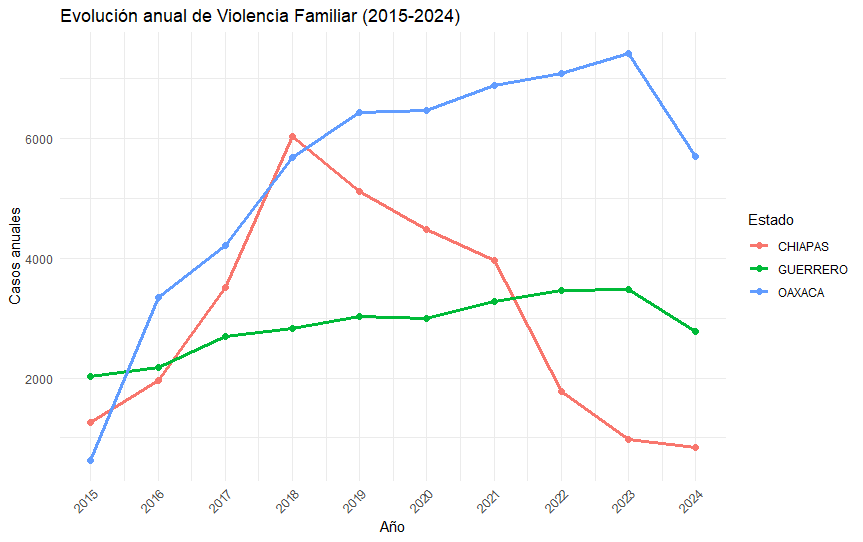 Evolución anual de Violencia Familiar (2015-2024)
Casos anuales
6000
4000
2000
2015
2016
2017
2018
2019
2020
2021
2022
2023
2024
Año
Estado
CHIAPAS
GUERRERO
OAXACA